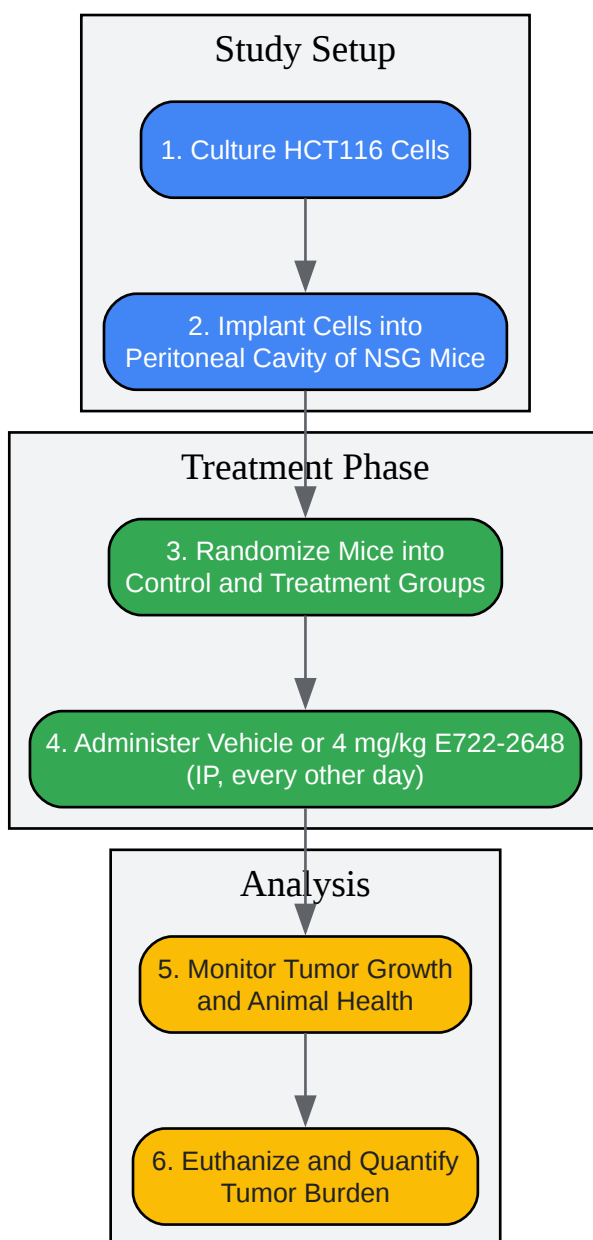 Study Setup
1. Culture HCT116 Cells
2. Implant Cells into
Peritoneal Cavity of NSG Mice
Treatment Phase
3. Randomize Mice into
Control and Treatment Groups
4. Administer Vehicle or 4 mg/kg E722-2648
(IP, every other day)
Analysis
5. Monitor Tumor Growth
and Animal Health
6. Euthanize and Quantify
Tumor Burden